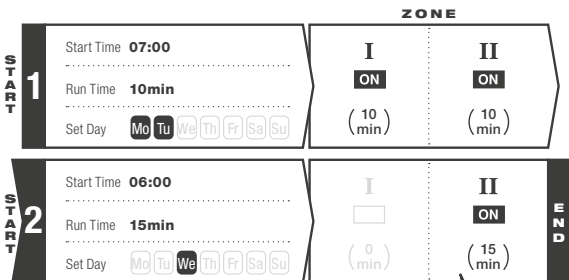 ZONE
START 1
Start Time 07:00
Run Time 10min
Set Day Mo Tu We Th Fr Sa Su
I II
ON ON
(10 min) (10 min)
START 2
Start Time 06:00
Run Time 15min
Set Day Mo Tu We Th Fr Sa Su
I II
ON
(0 min) (15 min)
END